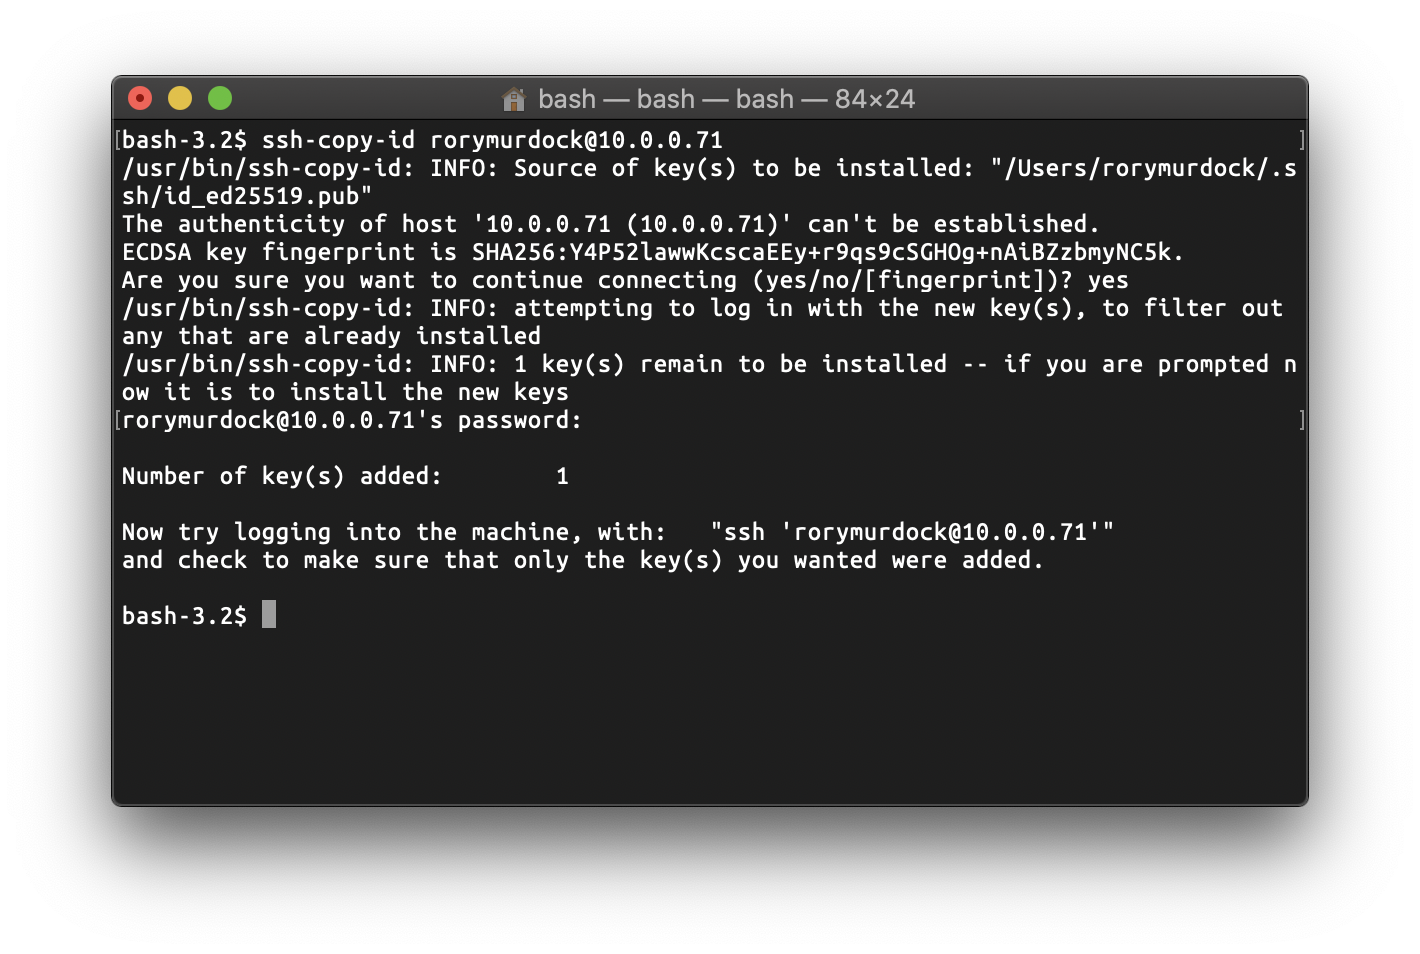 bash — bash — bash — 84×24
[bash-3.2$ ssh-copy-id rorymurdock@10.0.0.71 ]
/usr/bin/ssh-copy-id: INFO: Source of key(s) to be installed: "/Users/rorymurdock/.s
sh/id_ed25519.pub"
The authenticity of host '10.0.0.71 (10.0.0.71)' can't be established.
ECDSA key fingerprint is SHA256:Y4P52lawwKcscaEEy+r9qs9cSGHOg+nAiBZzbmyNC5k.
Are you sure you want to continue connecting (yes/no/[fingerprint])? yes
/usr/bin/ssh-copy-id: INFO: attempting to log in with the new key(s), to filter out
any that are already installed
/usr/bin/ssh-copy-id: INFO: 1 key(s) remain to be installed -- if you are prompted n
ow it is to install the new keys
[rorymurdock@10.0.0.71's password: ]
Number of key(s) added:        1
Now try logging into the machine, with:   "ssh 'rorymurdock@10.0.0.71'"
and check to make sure that only the key(s) you wanted were added.
bash-3.2$